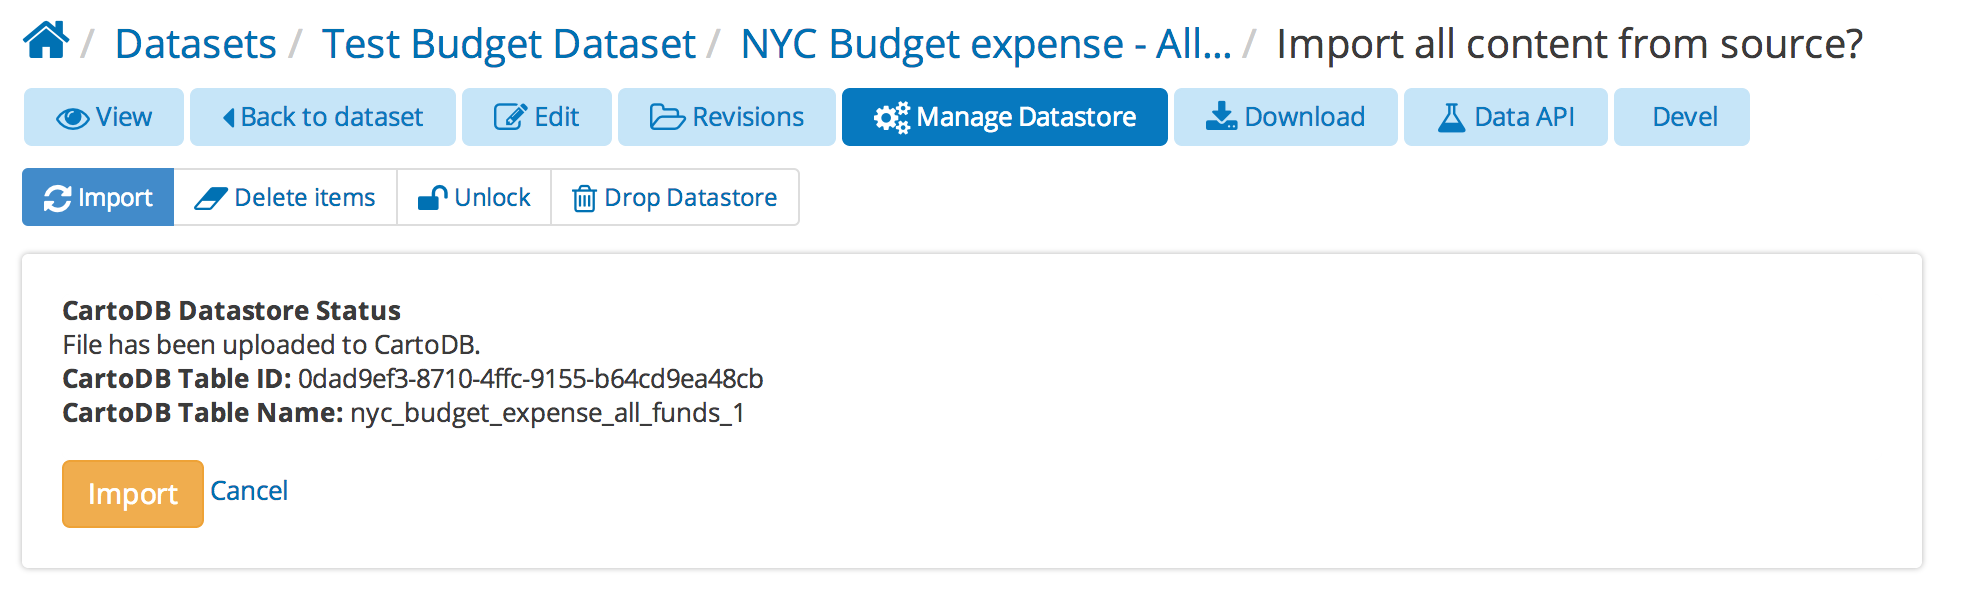 / Datasets / Test Budget Dataset / NYC Budget expense - All... / Import all content from source?
View Back to dataset Edit Revisions Manage Datastore Download Data API Devel
Import Delete items Unlock Drop Datastore
CartoDB Datastore Status
File has been uploaded to CartoDB.
CartoDB Table ID: 0dad9ef3-8710-4ffc-9155-b64cd9ea48cb
CartoDB Table Name: nyc_budget_expense_all_funds_1
Import Cancel